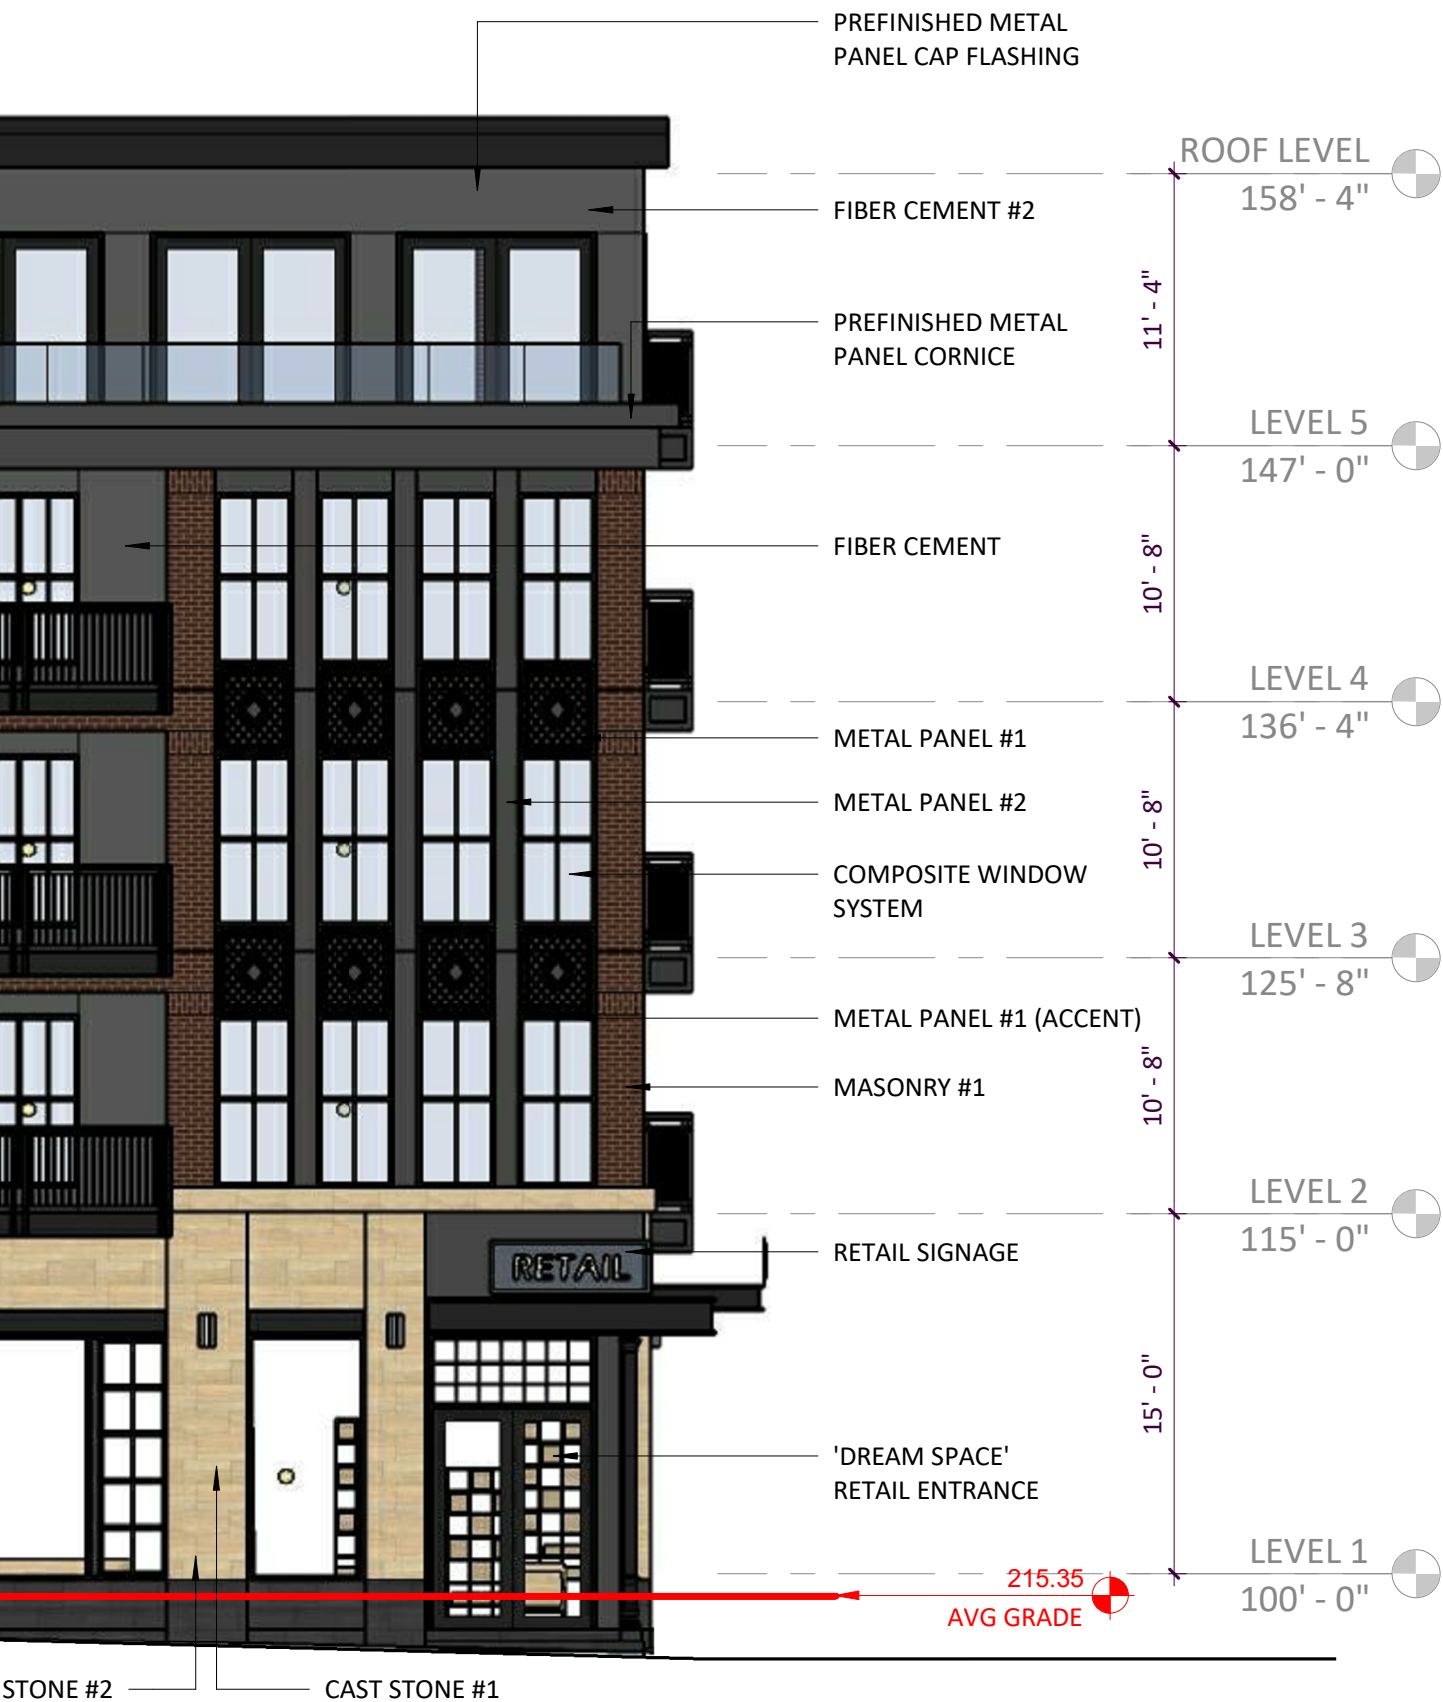 PREFINISHED METAL
PANEL CAP FLASHING
ROOF LEVEL
158' - 4"
FIBER CEMENT #2
11' - 4"
PREFINISHED METAL
PANEL CORNICE
LEVEL 5
147' - 0"
FIBER CEMENT
10' - 8"
LEVEL 4
136' - 4"
METAL PANEL #1
METAL PANEL #2
10' - 8"
COMPOSITE WINDOW
SYSTEM
LEVEL 3
125' - 8"
METAL PANEL #1 (ACCENT)
MASONRY #1
10' - 8"
LEVEL 2
115' - 0"
RETAIL SIGNAGE
RETAIL
15' - 0"
'DREAM SPACE'
RETAIL ENTRANCE
LEVEL 1
100' - 0"
215.35
AVG GRADE
STONE #2
CAST STONE #1